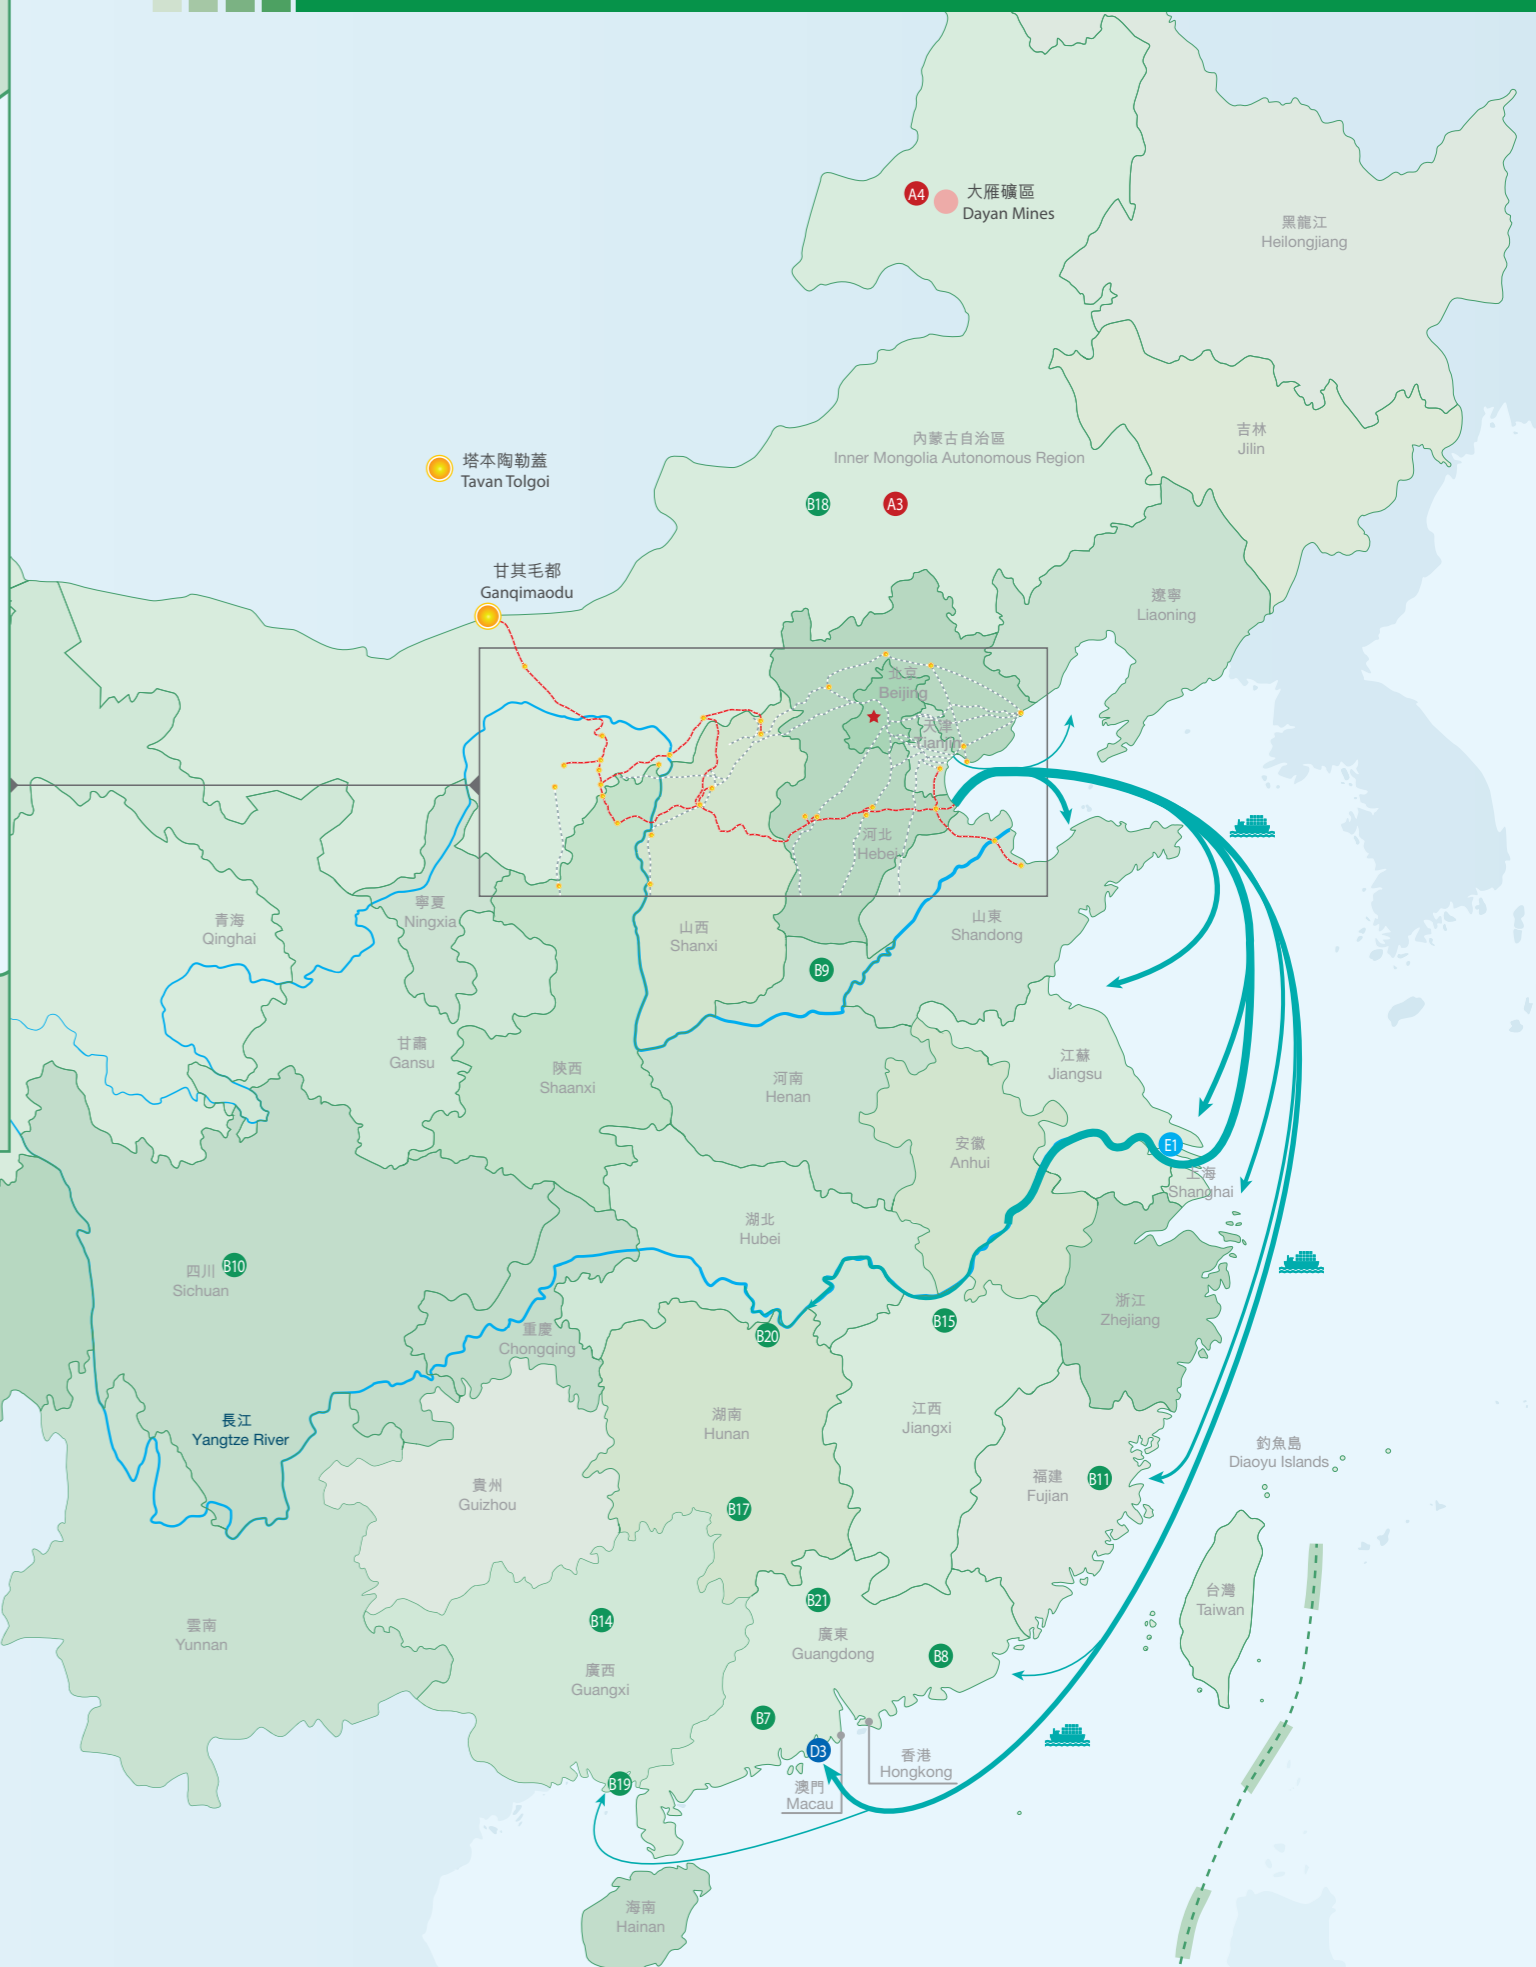 A4
大雁礦區
Dayan Mines
黑龍江
Heilongjiang
吉林
Jilin
內蒙古自治區
Inner Mongolia Autonomous Region
塔本陶勒蓋
Tavan Tolgoi
B18
A3
甘其毛都
Ganqimaodu
遼寧
Liaoning
北京
Beijing
天津
Tianjin
河北
Hebei
寧夏
Ningxia
青海
Qinghai
山西
Shanxi
山東
Shandong
B9
甘肅
Gansu
陝西
Shaanxi
河南
Henan
江蘇
Jiangsu
安徽
Anhui
E1
上海
Shanghai
湖北
Hubei
四川
Sichuan
B10
重慶
Chongqing
B20
B15
浙江
Zhejiang
長江
Yangtze River
湖南
Hunan
江西
Jiangxi
釣魚島
Diaoyu Islands
貴州
Guizhou
福建
Fujian
B11
B17
台灣
Taiwan
雲南
Yunnan
B14
B21
廣東
Guangdong
B8
廣西
Guangxi
B7
D3
香港
Hongkong
澳門
Macau
B19
海南
Hainan